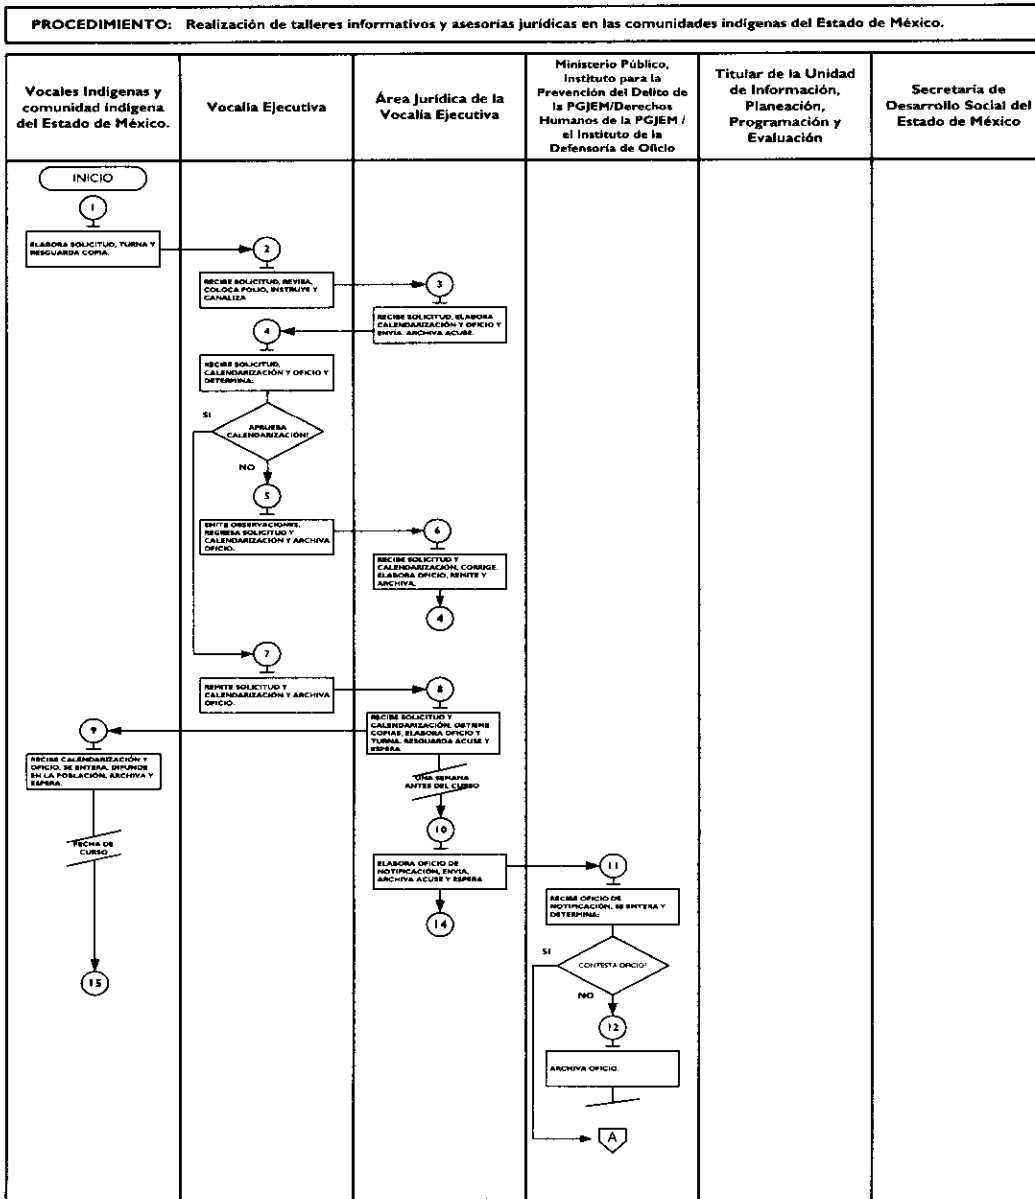 PROCEDIMIENTO: Realización de talleres informativos y asesorías jurídicas en las comunidades indígenas del Estado de México.
Vocales Indígenas y
comunidad indígena
del Estado de México.
Vocalía Ejecutiva
Área Jurídica de la
Vocalía Ejecutiva
Ministerio Público,
Instituto para la
Prevención del Delito de
la PGJEM/Derechos
Humanos de la PGJEM /
el Instituto de la
Defensoría de Oficio
Titular de la Unidad
de Información,
Planeación,
Programación y
Evaluación
Secretaría de
Desarrollo Social del
Estado de México
INICIO
1
ELABORA SOLICITUD, TURNA Y
RESGUARDA COPIA.
2
RECIBE SOLICITUD, REVISA,
COLOCA FOLIO, INSTRUYE Y
CANALIZA
3
RECIBE SOLICITUD, ELABORA
CALENDARIZACIÓN Y OFICIO Y
ENVÍA. ARCHIVA ACUSE.
4
RECIBE SOLICITUD,
CALENDARIZACIÓN Y OFICIO Y
DETERMINA:
SI
APRUEBA
CALENDARIZACIÓN?
NO
5
EMITE OBSERVACIONES,
REGRESA SOLICITUD Y
CALENDARIZACIÓN Y ARCHIVA
OFICIO.
6
RECIBE SOLICITUD Y
CALENDARIZACIÓN, CORRIGE,
ELABORA OFICIO, REMITE Y
ARCHIVA.
4
7
REMITE SOLICITUD Y
CALENDARIZACIÓN Y ARCHIVA
OFICIO.
8
RECIBE SOLICITUD Y
CALENDARIZACIÓN, OBTIENE
COPIAS, ELABORA OFICIO Y
TURNA, RESGUARDA ACUSE Y
ESPERA
9
RECIBE CALENDARIZACIÓN Y
OFICIO, SE ENTERA, DIFUNDE
EN LA POBLACIÓN, ARCHIVA Y
ESPERA.
UNA SEMANA
ANTES DEL CURSO
FECHA DE
CURSO
10
ELABORA OFICIO DE
NOTIFICACIÓN, ENVIA,
ARCHIVA ACUSE Y ESPERA
11
RECIBE OFICIO DE
NOTIFICACIÓN, SE ENTERA Y
DETERMINA:
14
SI
CONTESTA OFICIO?
NO
15
12
ARCHIVA OFICIO.
A